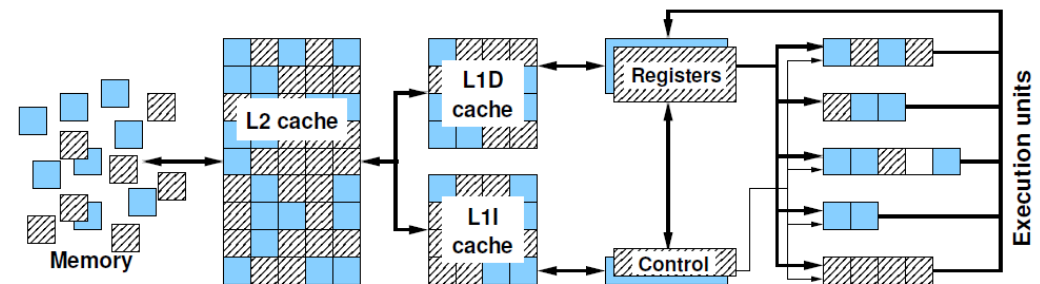 Memory
L2 cache
L1D
cache
L1I
cache
Registers
Control
Execution units